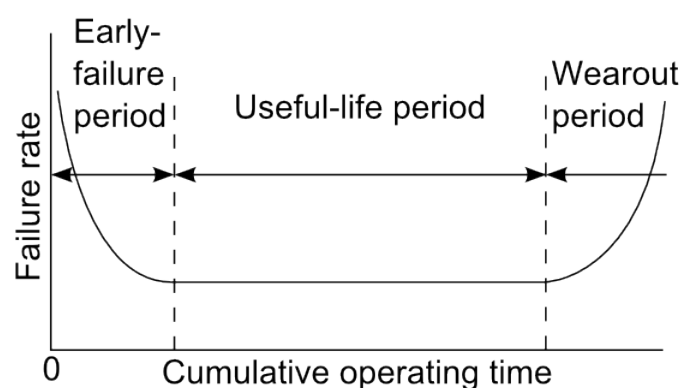 Early-
failure
period
Useful-life period
Wearout
period
Failure rate
0
Cumulative operating time